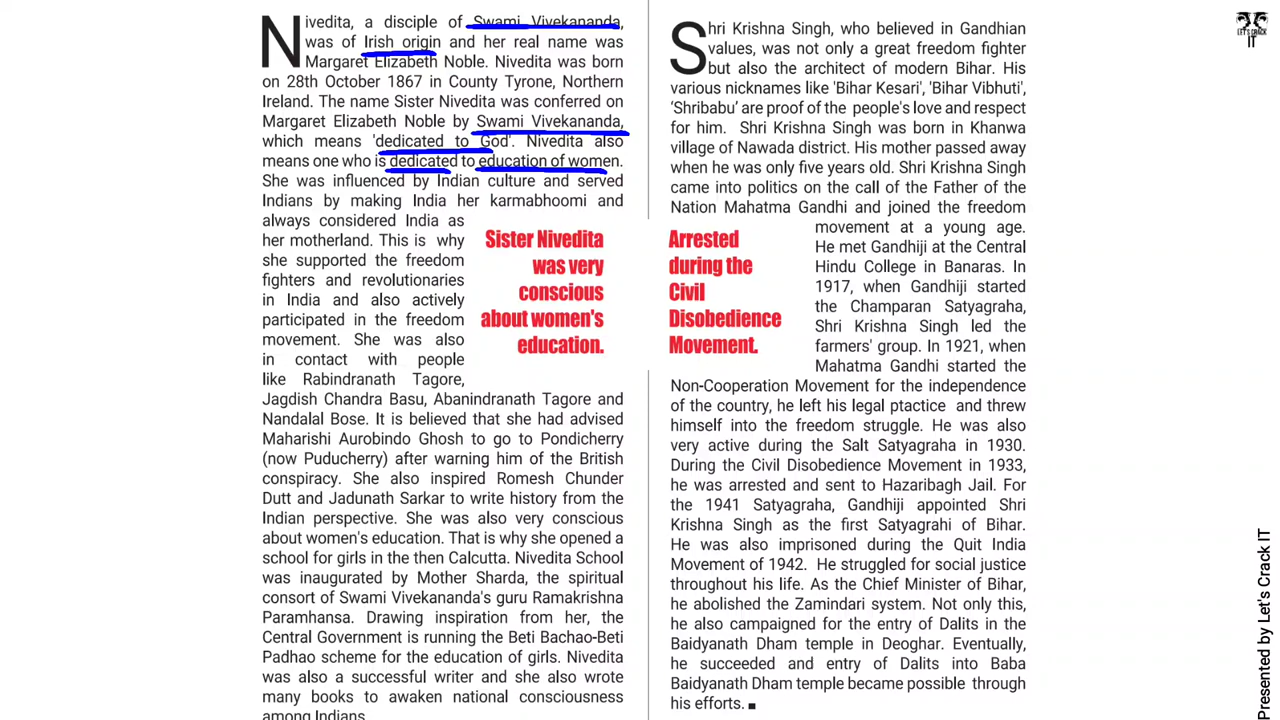 Nivedita, a disciple of Swami Vivekananda,
was of Irish origin and her real name was
Margaret Elizabeth Noble. Nivedita was born
on 28th October 1867 in County Tyrone, Northern
Ireland. The name Sister Nivedita was conferred on
Margaret Elizabeth Noble by Swami Vivekananda,
which means 'dedicated to God'. Nivedita also
means one who is dedicated to education of women.
She was influenced by Indian culture and served
Indians by making India her karmabhoomi and
always considered India as
her motherland. This is why
she supported the freedom
fighters and revolutionaries
in India and also actively
participated in the freedom
movement. She was also
in contact with people
like Rabindranath Tagore,
Jagdish Chandra Basu, Abanindranath Tagore and
Nandalal Bose. It is believed that she had advised
Maharishi Aurobindo Ghosh to go to Pondicherry
(now Puducherry) after warning him of the British
conspiracy. She also inspired Romesh Chunder
Dutt and Jadunath Sarkar to write history from the
Indian perspective. She was also very conscious
about women's education. That is why she opened a
school for girls in the then Calcutta. Nivedita School
was inaugurated by Mother Sharda, the spiritual
consort of Swami Vivekananda's guru Ramakrishna
Paramhansa. Drawing inspiration from her, the
Central Government is running the Beti Bachao-Beti
Padhao scheme for the education of girls. Nivedita
was also a successful writer and she also wrote
many books to awaken national consciousness
among Indians.
Sister Nivedita
was very
conscious
about women's
education.
Shri Krishna Singh, who believed in Gandhian
values, was not only a great freedom fighter
but also the architect of modern Bihar. His
various nicknames like 'Bihar Kesari', 'Bihar Vibhuti',
‘Shribabu’ are proof of the people's love and respect
for him. Shri Krishna Singh was born in Khanwa
village of Nawada district. His mother passed away
when he was only five years old. Shri Krishna Singh
came into politics on the call of the Father of the
Nation Mahatma Gandhi and joined the freedom
movement at a young age.
He met Gandhiji at the Central
Hindu College in Banaras. In
1917, when Gandhiji started
the Champaran Satyagraha,
Shri Krishna Singh led the
farmers' group. In 1921, when
Mahatma Gandhi started the
Non-Cooperation Movement for the independence
of the country, he left his legal ptactice and threw
himself into the freedom struggle. He was also
very active during the Salt Satyagraha in 1930.
During the Civil Disobedience Movement in 1933,
he was arrested and sent to Hazaribagh Jail. For
the 1941 Satyagraha, Gandhiji appointed Shri
Krishna Singh as the first Satyagrahi of Bihar.
He was also imprisoned during the Quit India
Movement of 1942. He struggled for social justice
throughout his life. As the Chief Minister of Bihar,
he abolished the Zamindari system. Not only this,
he also campaigned for the entry of Dalits in the
Baidyanath Dham temple in Deoghar. Eventually,
he succeeded and entry of Dalits into Baba
Baidyanath Dham temple became possible through
his efforts.
Arrested
during the
Civil
Disobedience
Movement.
LET'S CRACK
IT
Presented by Let's Crack IT